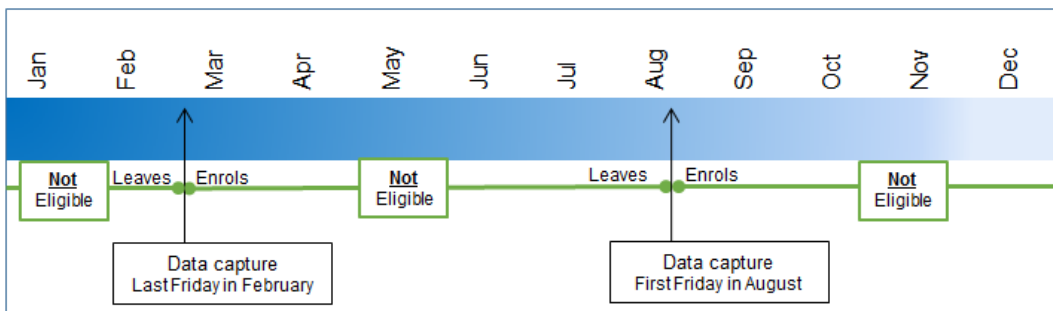 Jan
Feb
Mar
Apr
May
Jun
Jul
Aug
Sep
Oct
Nov
Dec
Not
Eligible
Leaves
Enrols
Not
Eligible
Leaves
Enrols
Not
Eligible
Data capture
Last Friday in February
Data capture
First Friday in August